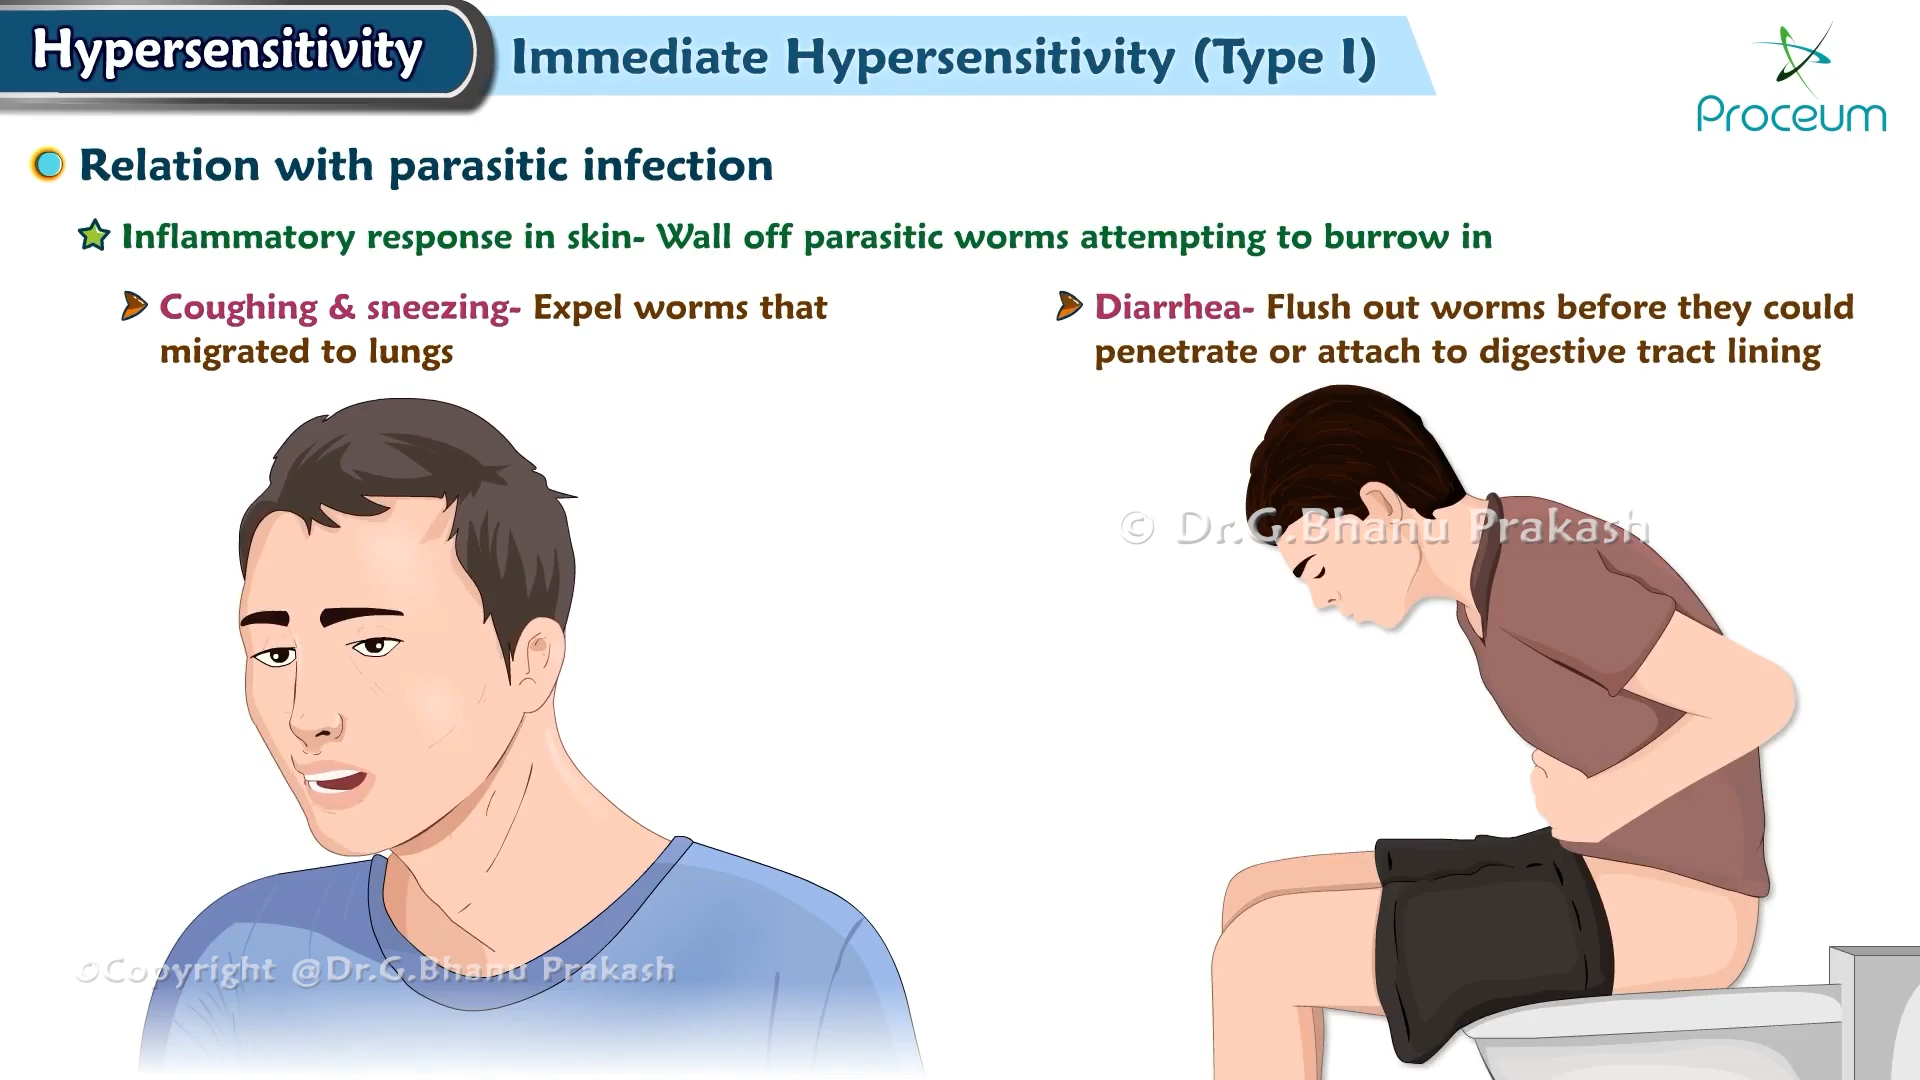 Hypersensitivity
Immediate Hypersensitivity (Type I)
Proceum
Relation with parasitic infection
Inflammatory response in skin- Wall off parasitic worms attempting to burrow in
Coughing & sneezing- Expel worms that
migrated to lungs
Diarrhea- Flush out worms before they could
penetrate or attach to digestive tract lining
© Dr.G.Bhanu Prakash
©Copyright @Dr.G.Bhanu Prakash